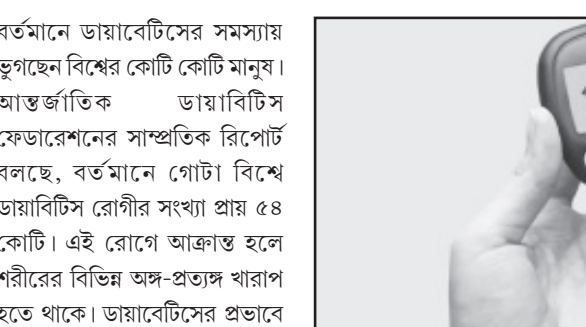 বর্তমানে ডায়াবেটিসের সমস্যায়
ভুগছেন বিশ্বের কোটি কোটি মানুষ।
আন্তর্জাতিক ডায়াবিটিস
ফেডারেশনের সাম্প্রতিক রিপোর্ট
বলছে, বর্তমানে গোটা বিশ্বে
ডায়াবিটিস রোগীর সংখ্যা প্রায় ৫৪
কোটি। এই রোগে আক্রান্ত হলে
শরীরের বিভিন্ন অঙ্গ-প্রত্যঙ্গ খারাপ
হতে থাকে। ডায়াবেটিসের প্রভাবে